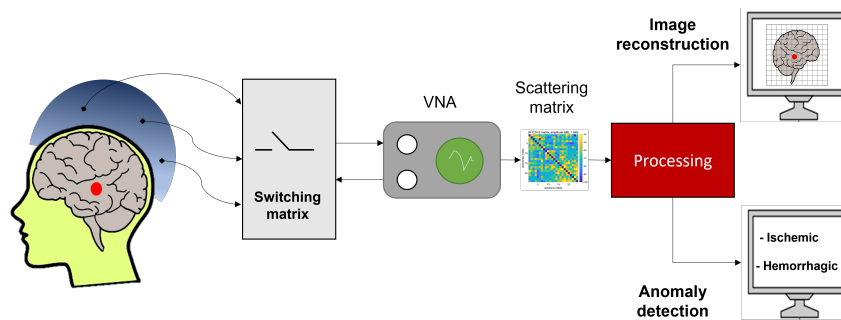 Image
reconstruction
VNA
Scattering
matrix
Switching
matrix
Processing
- Ischemic
- Hemorrhagic
Anomaly
detection